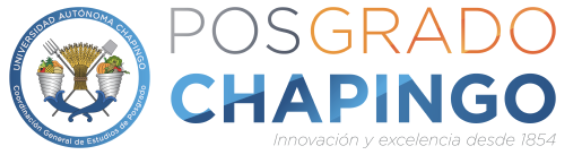 UNIVERSIDAD AUTÓNOMA CHAPINGO
Coordinación General de Estudios de Posgrado
POSGRADO
CHAPINGO
Innovación y excelencia desde 1854